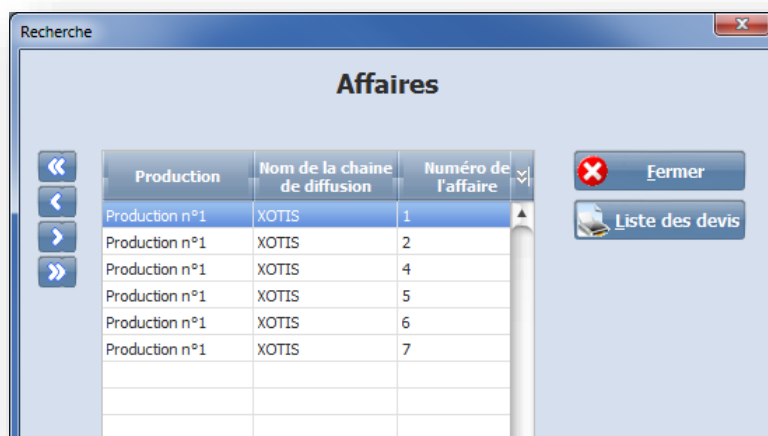 Recherche
Affaires
Production Nom de la chaine de diffusion Numéro de l'affaire
Production n°1 XOTIS 1
Production n°1 XOTIS 2
Production n°1 XOTIS 4
Production n°1 XOTIS 5
Production n°1 XOTIS 6
Production n°1 XOTIS 7
Fermer
Liste des devis